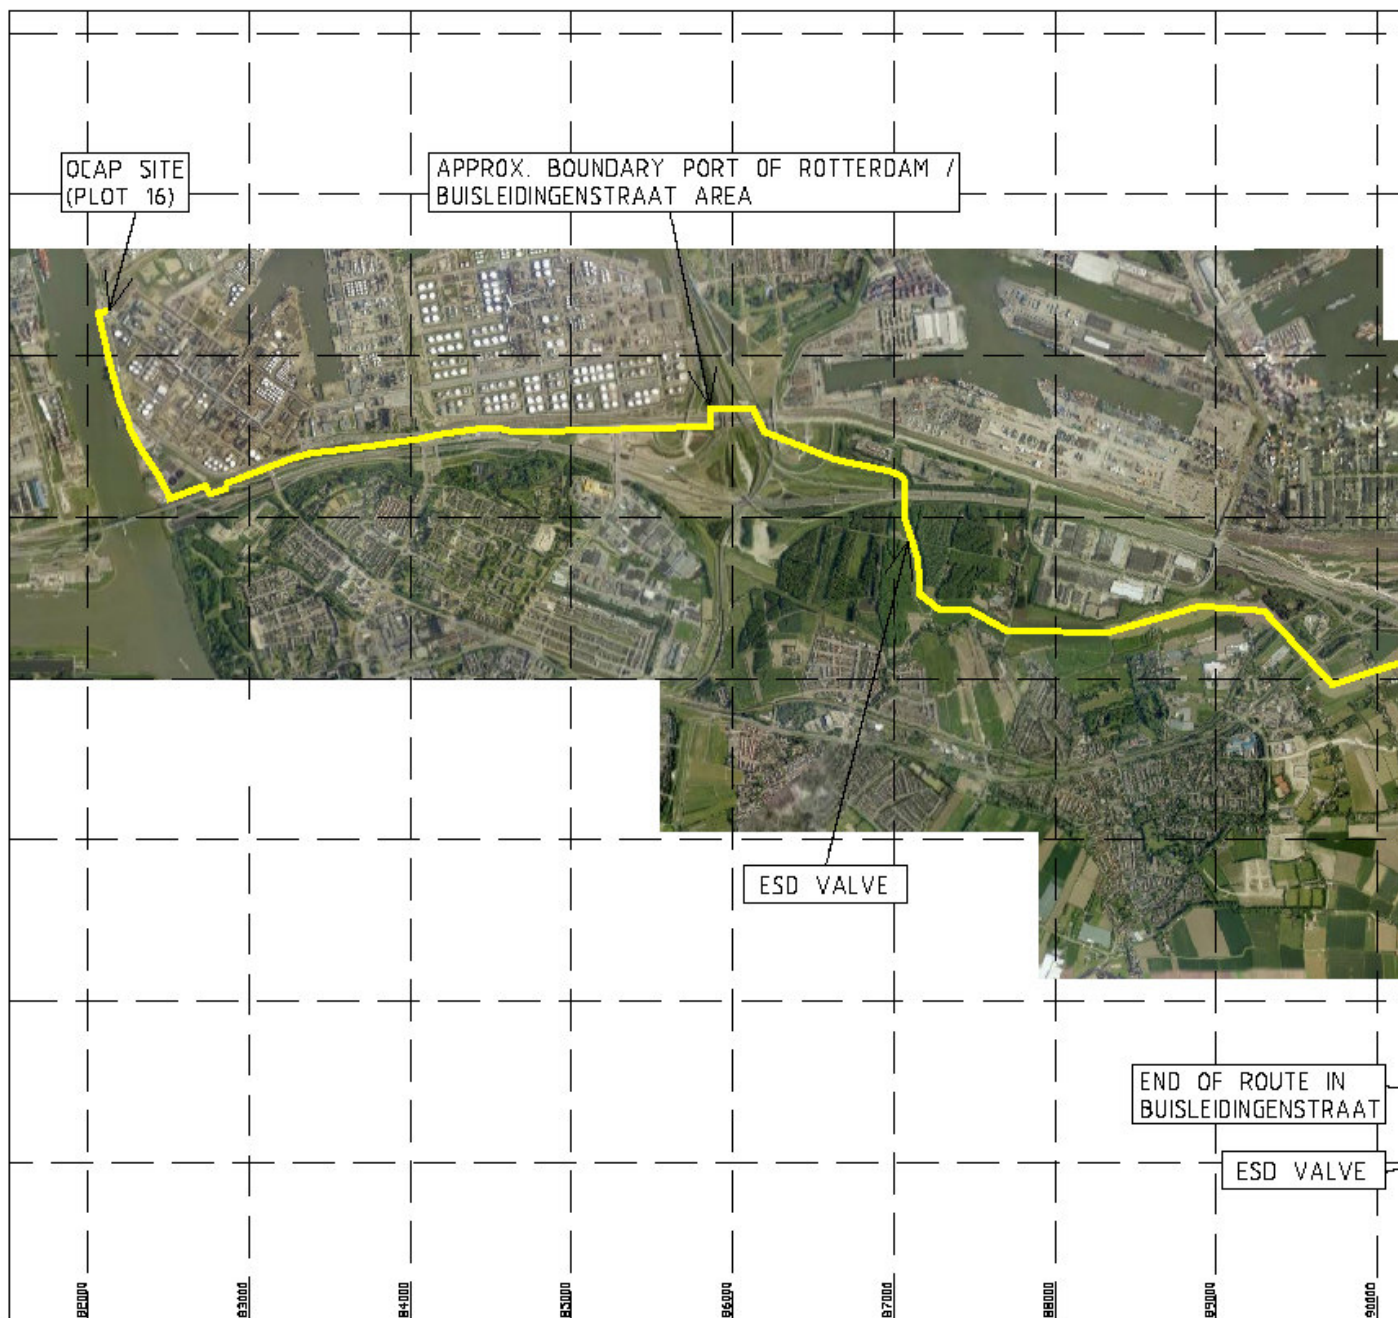 OCAP SITE
(PLOT 16)
APPROX. BOUNDARY PORT OF ROTTERDAM /
BUISLEIDINGENSTRAAT AREA
ESD VALVE
END OF ROUTE IN
BUISLEIDINGENSTRAAT
ESD VALVE
82000
83000
84000
85000
86000
87000
88000
89000
90000